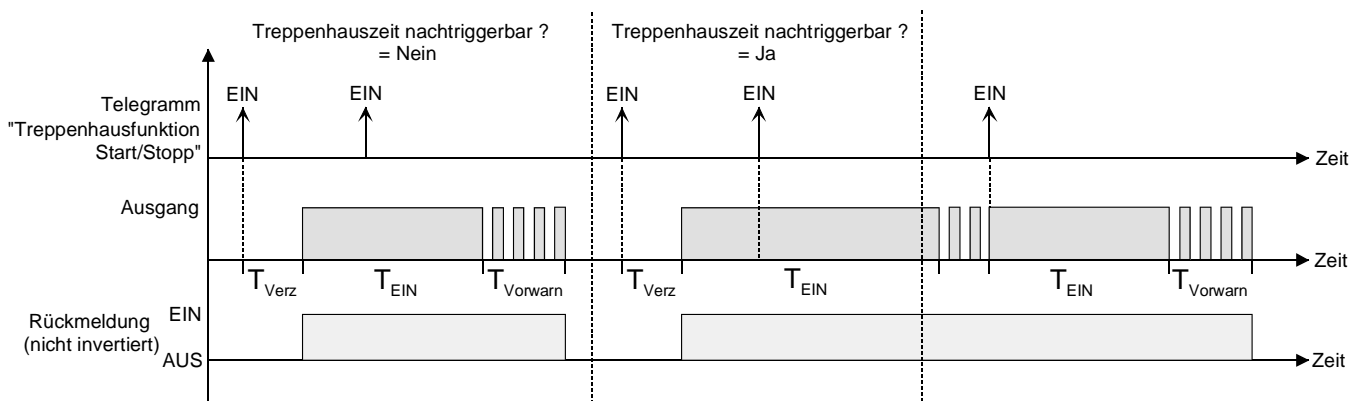 Treppenhauszeit nachtriggerbar ?
= Nein
Treppenhauszeit nachtriggerbar ?
= Ja
Telegramm
"Treppenhausfunktion
Start/Stopp"
EIN
EIN
EIN
EIN
EIN
Zeit
Ausgang
Zeit
T Verz
T EIN
T Vorwarn
T Verz
T EIN
T EIN
T Vorwarn
Rückmeldung
(nicht invertiert)
EIN
AUS
Zeit